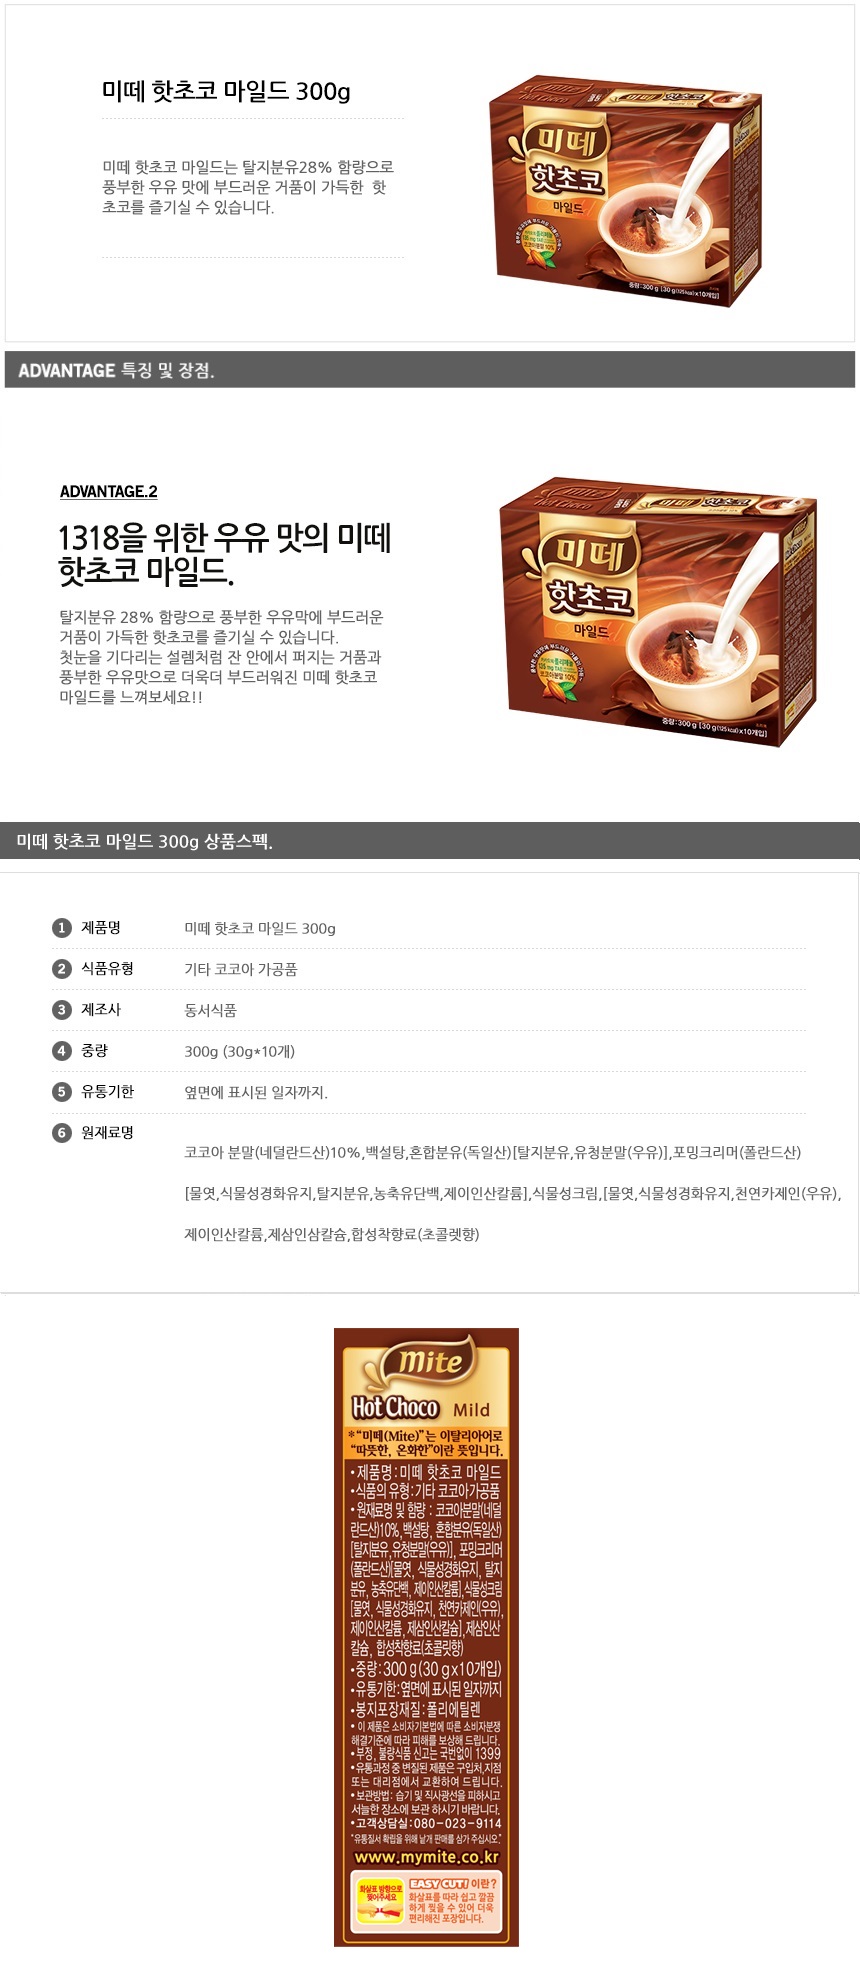 미떼 핫초코 마일드 300g
미떼 핫초코 마일드는 탈지분유28% 함량으로
풍부한 우유 맛에 부드러운 거품이 가득한 핫
초코를 즐기실 수 있습니다.
미떼 핫초코
미떼
핫초코
마일드
코코아분말 10%
중량:300 g [30 g(125 kcal)x10개입]
ADVANTAGE 특징 및 장점.
ADVANTAGE.2
1318을 위한 우유 맛의 미떼
핫초코 마일드.
탈지분유 28% 함량으로 풍부한 우유막에 부드러운
거품이 가득한 핫초코를 즐기실 수 있습니다.
첫눈을 기다리는 설렘처럼 잔 안에서 퍼지는 거품과
풍부한 우유맛으로 더욱더 부드러워진 미떼 핫초코
마일드를 느껴보세요!!
미떼 핫초코
미떼
핫초코
마일드
코코아분말 10%
중량:300 g [30 g(125 kcal)x10개입]
미떼 핫초코 마일드 300g 상품스펙.
1 제품명 미떼 핫초코 마일드 300g
2 식품유형 기타 코코아 가공품
3 제조사 동서식품
4 중량 300g (30g*10개)
5 유통기한 옆면에 표시된 일자까지.
6 원재료명
코코아 분말(네덜란드산)10%,백설탕,혼합분유(독일산)[탈지분유,유청분말(우유)],포밍크리머(폴란드산)
[물엿,식물성경화유지,탈지분유,농축유단백,제이인산칼륨],식물성크림,[물엿,식물성경화유지,천연카제인(우유),
제이인산칼륨,제삼인삼칼슘,합성착향료(초콜렛향)
mite
Hot Choco Mild
*“미떼(Mite)”는 이탈리아어로
“따뜻한, 온화한”이란 뜻입니다.
•제품명:미떼 핫초코 마일드
•식품의 유형:기타 코코아가공품
•원재료명 및 함량 : 코코아분말(네덜
란드산)10%,백설탕, 혼합분유(독일산)
[탈지분유,유청분말(우유)], 포밍크리머
(폴란드산)[물엿, 식물성경화유지, 탈지
분유, 농축유단백, 제이인산칼륨],식물성크림
[물엿, 식물성경화유지, 천연카제인(우유),
제이인산칼륨, 제삼인산칼슘],제삼인산
칼슘, 합성착향료(초콜릿향)
•중량:300 g (30 g x10개입)
•유통기한:옆면에 표시된 일자까지
•봉지포장재질:폴리에틸렌
• 이 제품은 소비자기본법에 따른 소비자분쟁
해결기준에 따라 피해를 보상해 드립니다.
•부정, 불량식품 신고는 국번없이 1399
•유통과정 중 변질된 제품은 구입처,지점
또는 대리점에서 교환하여 드립니다.
•보관방법: 습기 및 직사광선을 피하시고
서늘한 장소에 보관 하시기 바랍니다.
•고객상담실:080-023-9114
"유통질서 확립을 위해 낱개 판매를 삼가 주십시오."
www.mymite.co.kr
화살표 방향으로
찢어주세요
EASY CUT! 이란?
화살표를 따라 쉽고 깔끔
하게 찢을 수 있어 더욱
편리해진 포장입니다.